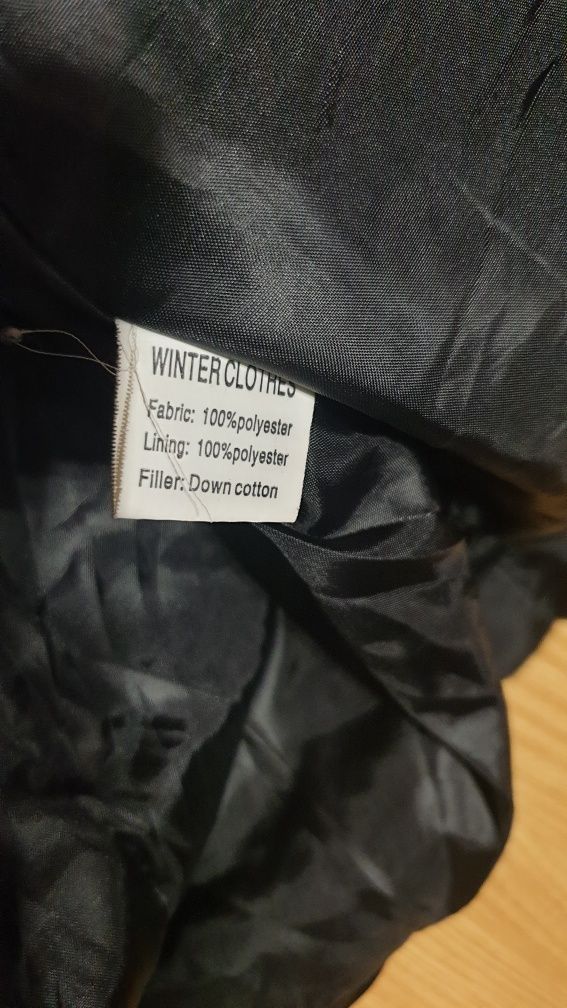 WINTER CLOTHES
Fabric: 100%polyester
Lining: 100%polyester
Filler: Down cotton